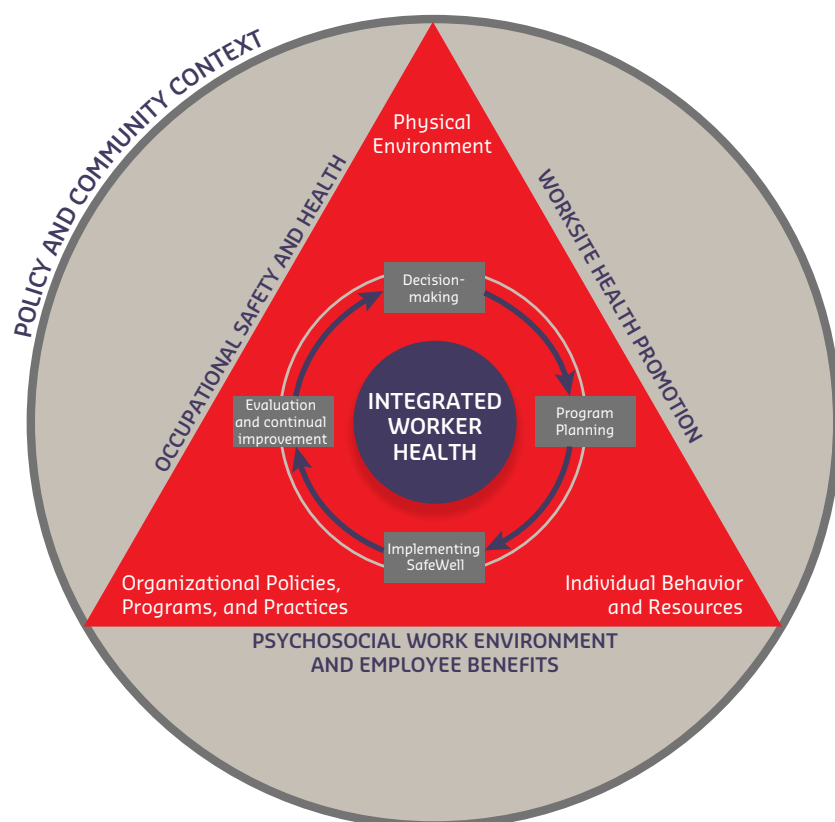 POLICY AND COMMUNITY CONTEXT
Physical
Environment
OCCUPATIONAL SAFETY AND HEALTH
WORKSITE HEALTH PROMOTION
Decision-
making
Evaluation
and continual
improvement
INTEGRATED
WORKER
HEALTH
Program
Planning
Implementing
SafeWell
Organizational Policies,
Programs, and Practices
Individual Behavior
and Resources
PSYCHOSOCIAL WORK ENVIRONMENT
AND EMPLOYEE BENEFITS